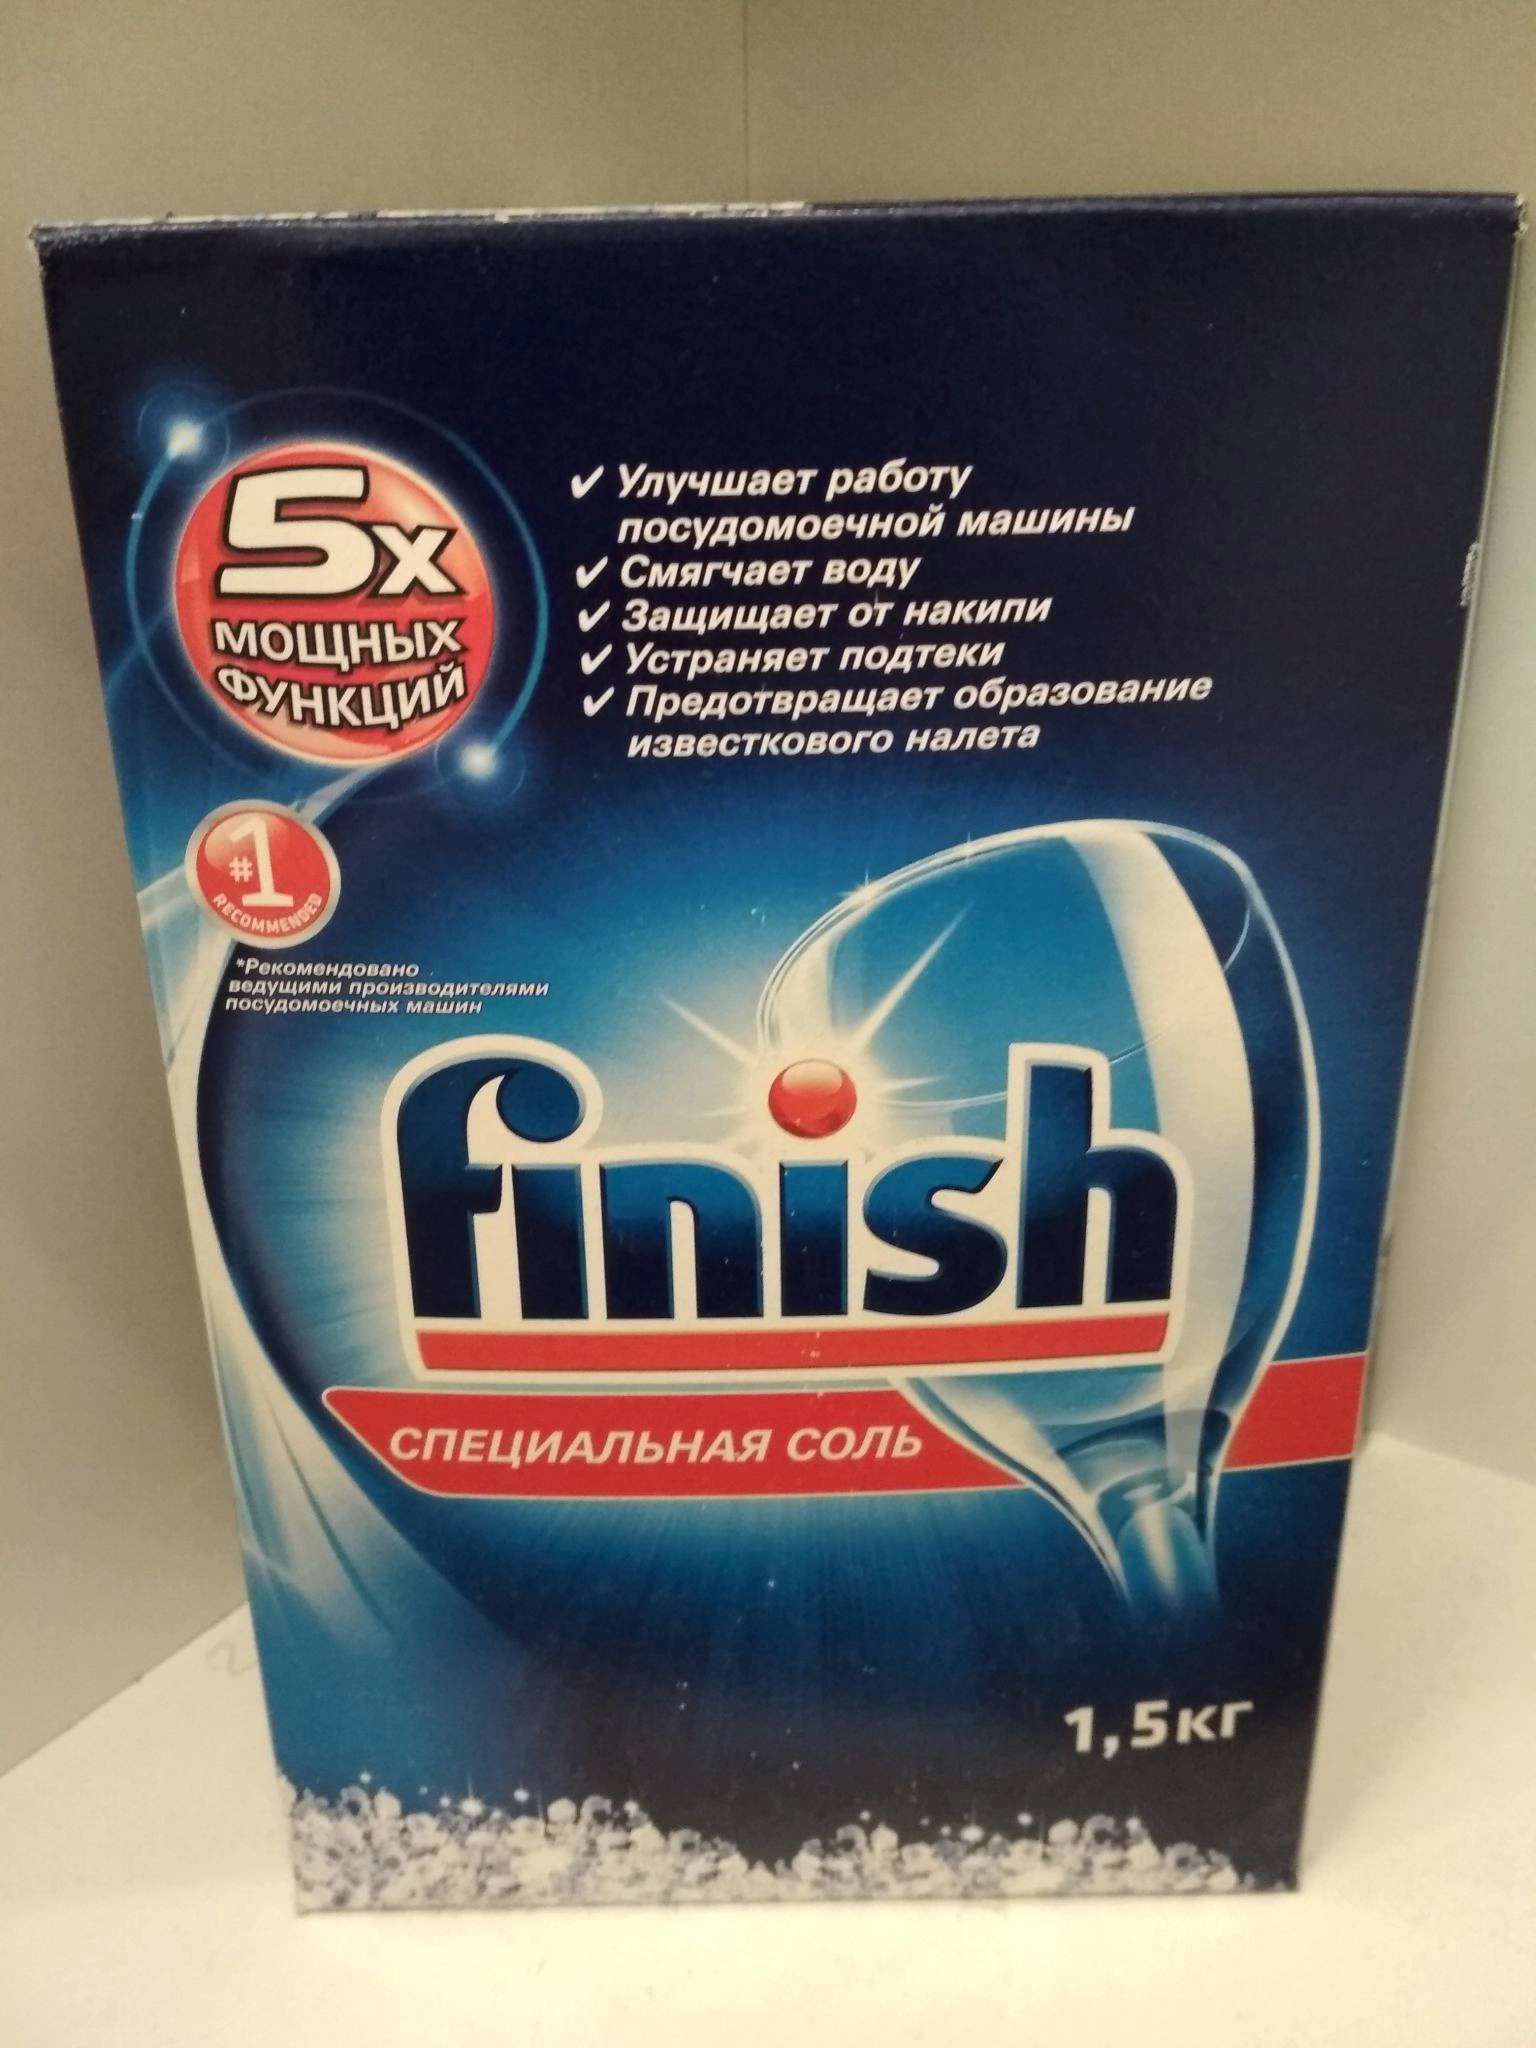 5x
МОЩНЫХ
ФУНКЦИЙ
✓ Улучшает работу
посудомоечной машины
✓ Смягчает воду
✓ Защищает от накипи
✓ Устраняет подтеки
✓ Предотвращает образование
известкового налета
#1
RECOMMENDED
*Рекомендовано
ведущими производителями
посудомоечных машин
finish
СПЕЦИАЛЬНАЯ СОЛЬ
1,5кг